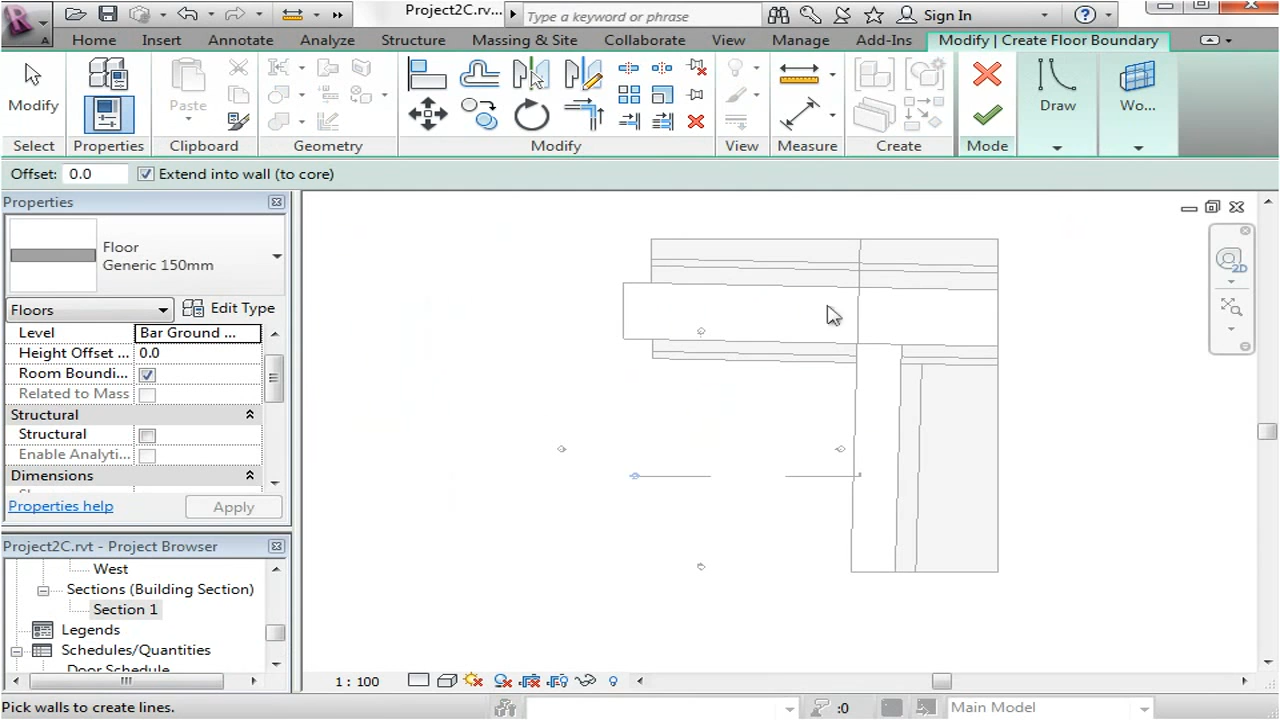 Project2C.rv...
Type a keyword or phrase
Sign In
Home Insert Annotate Analyze Structure Massing & Site Collaborate View Manage Add-Ins Modify | Create Floor Boundary
Modify
Paste
Draw
Wo...
Select Properties Clipboard Geometry Modify View Measure Create Mode
Offset: 0.0 Extend into wall (to core)
Properties
Floor
Generic 150mm
Floors Edit Type
Level Bar Ground ...
Height Offset ... 0.0
Room Boundi...
Related to Mass
Structural
Structural
Enable Analyti...
Dimensions
Properties help Apply
Project2C.rvt - Project Browser
West
Sections (Building Section)
Section 1
Legends
Schedules/Quantities
Door Schedule
2D
1 : 100
Pick walls to create lines.
:0
Main Model